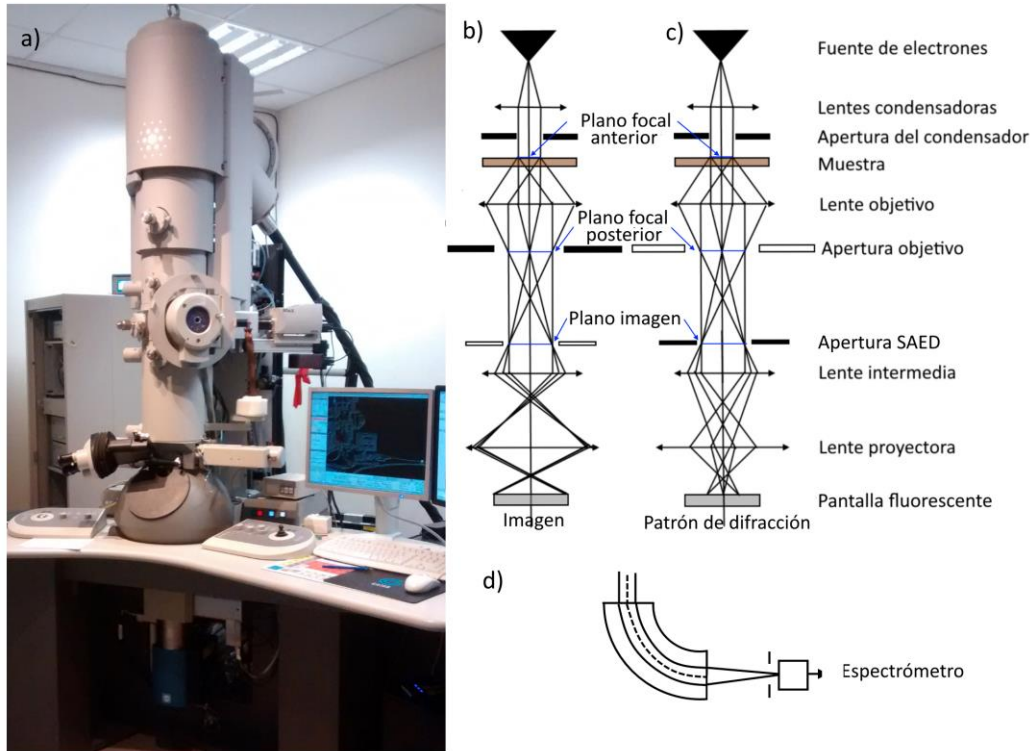 a)
b)
c)
Fuente de electrones
Lentes condensadoras
Plano focal
anterior
Apertura del condensador
Muestra
Lente objetivo
Plano focal
posterior
Apertura objetivo
Plano imagen
Apertura SAED
Lente intermedia
Lente proyectora
Pantalla fluorescente
Imagen
Patrón de difracción
d)
Espectrómetro